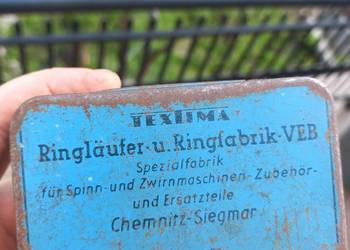 TEXTIMA
Ringläufer- u. Ringfabrik-VEB
Spezialfabrik
für Spinn- und Zwirnmaschinen-Zubehör-
und Ersatzteile
Chemnitz-Siegmar